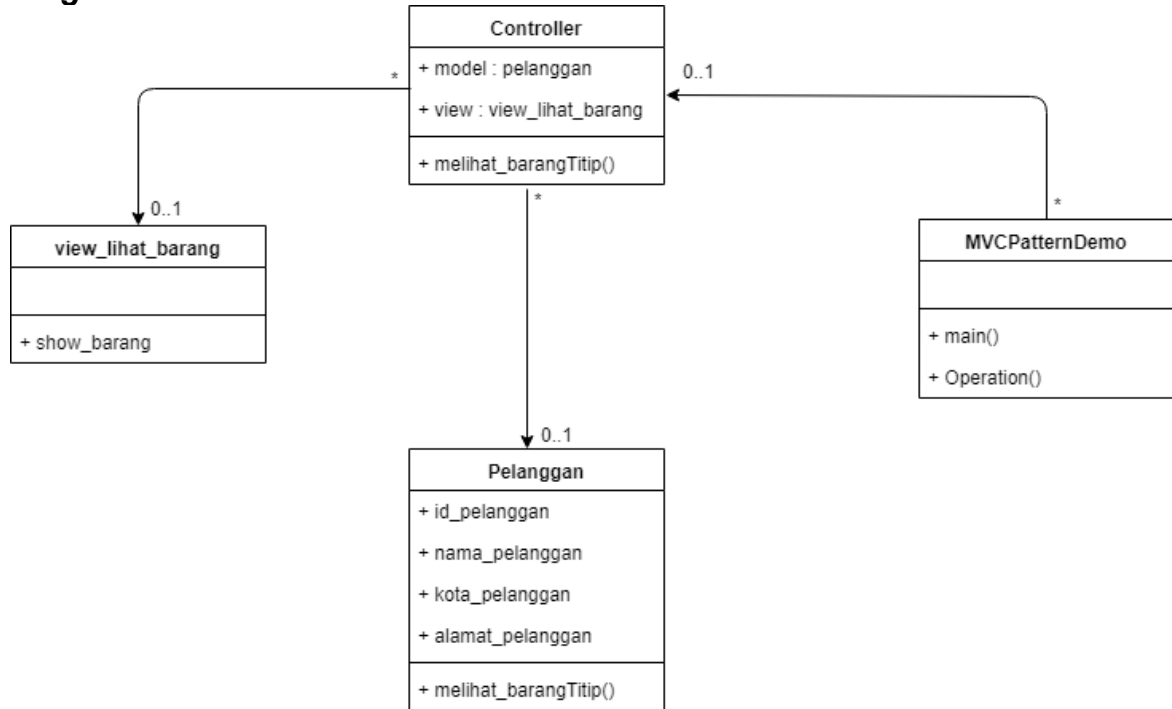 Controller
+ model : pelanggan
+ view : view_lihat_barang
+ melihat_barangTitip()
*
0..1
*
0..1
view_lihat_barang
+ show_barang
*
MVCPatternDemo
+ main()
+ Operation()
0..1
Pelanggan
+ id_pelanggan
+ nama_pelanggan
+ kota_pelanggan
+ alamat_pelanggan
+ melihat_barangTitip()